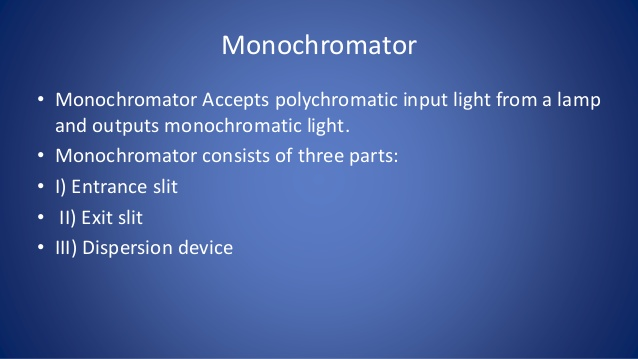 Monochromator
• Monochromator Accepts polychromatic input light from a lamp
and outputs monochromatic light.
• Monochromator consists of three parts:
• I) Entrance slit
• II) Exit slit
• III) Dispersion device